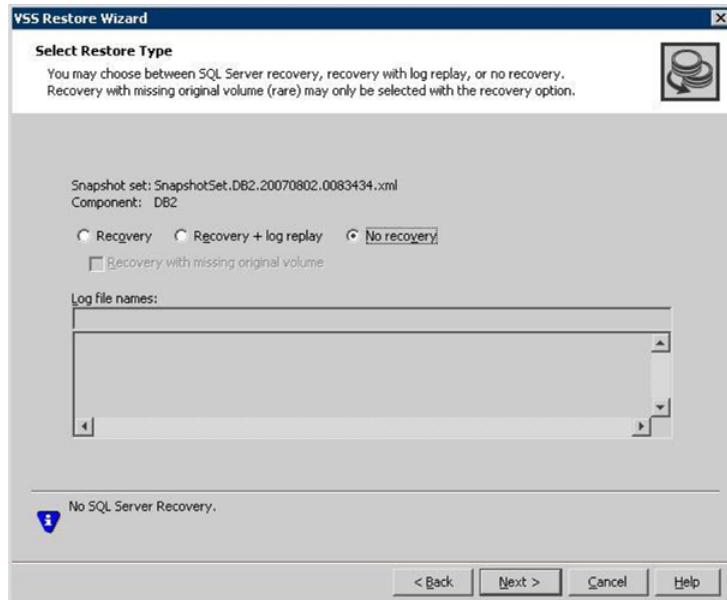 VSS Restore Wizard
Select Restore Type
You may choose between SQL Server recovery, recovery with log replay, or no recovery.
Recovery with missing original volume (rare) may only be selected with the recovery option.
Snapshot set: SnapshotSet.DB2.20070802.0083434.xml
Component: DB2
Recovery Recovery + log replay No recovery
Recovery with missing original volume
Log file names:
No SQL Server Recovery.
< Back Next > Cancel Help